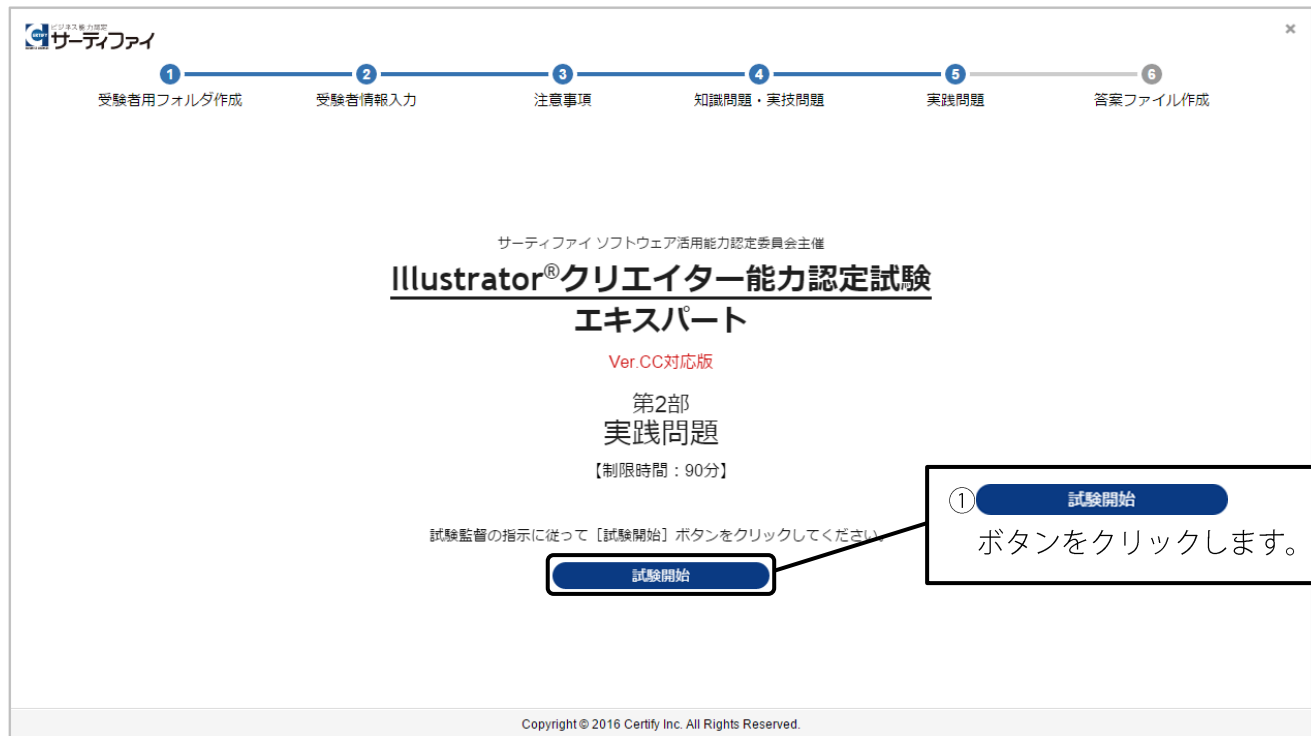 ビジネス能力認定
サーティファイ
×
1 2 3 4 5 6
受験者用フォルダ作成 受験者情報入力 注意事項 知識問題・実技問題 実践問題 答案ファイル作成
サーティファイ ソフトウェア活用能力認定委員会主催
Illustrator®クリエイター能力認定試験
エキスパート
Ver.CC対応版
第2部
実践問題
【制限時間：90分】
試験監督の指示に従って［試験開始］ボタンをクリックしてください。
試験開始
① 試験開始
ボタンをクリックします。
Copyright © 2016 Certify Inc. All Rights Reserved.